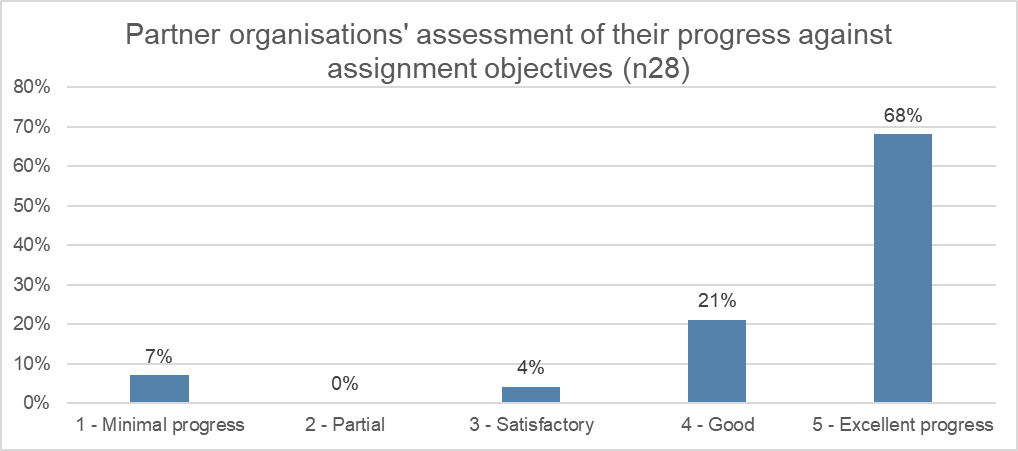 Partner organisations' assessment of their progress against
assignment objectives (n28)
80%
70%
60%
50%
40%
30%
20%
10%
0%
7%
0%
4%
21%
68%
1 - Minimal progress
2 - Partial
3 - Satisfactory
4 - Good
5 - Excellent progress